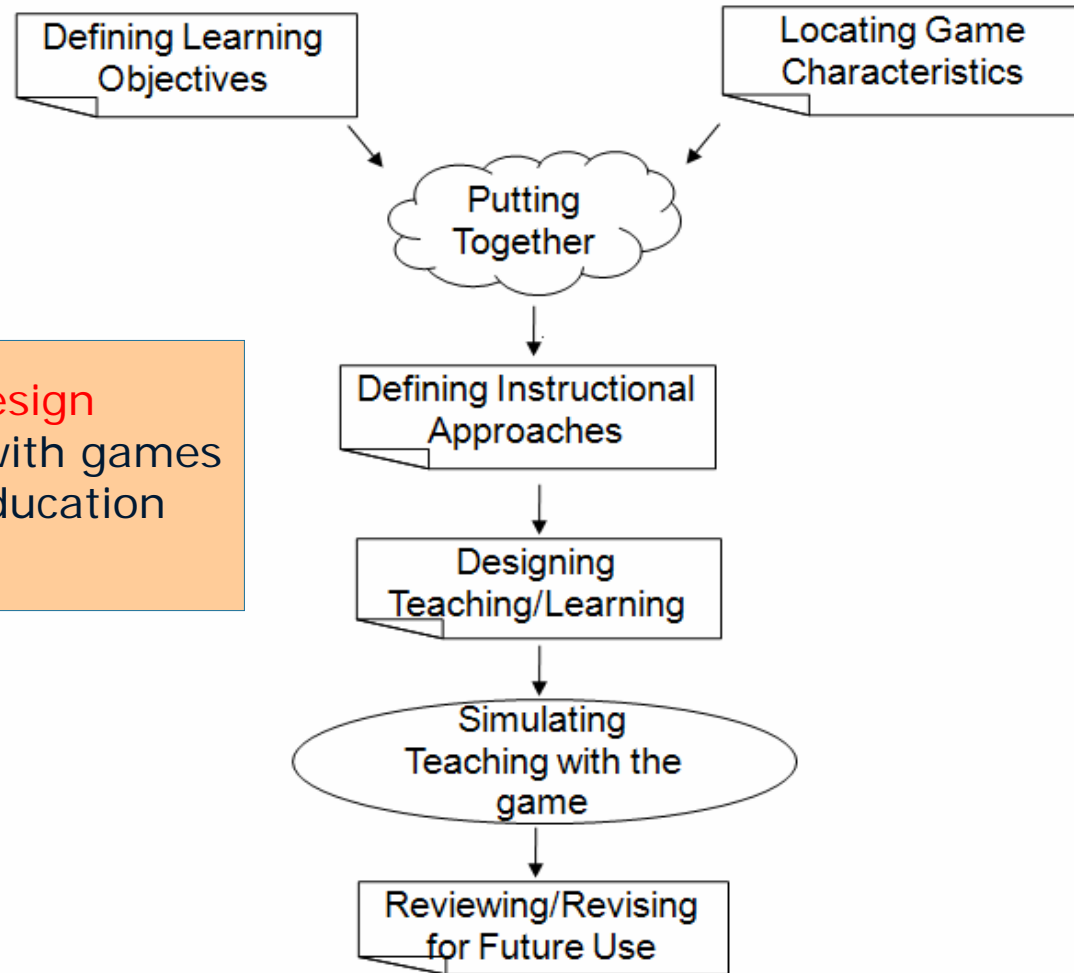 Defining Learning
Objectives
Locating Game
Characteristics
Putting
Together
esign
with games
ducation
Defining Instructional
Approaches
Designing
Teaching/Learning
Simulating
Teaching with the
game
Reviewing/Revising
for Future Use